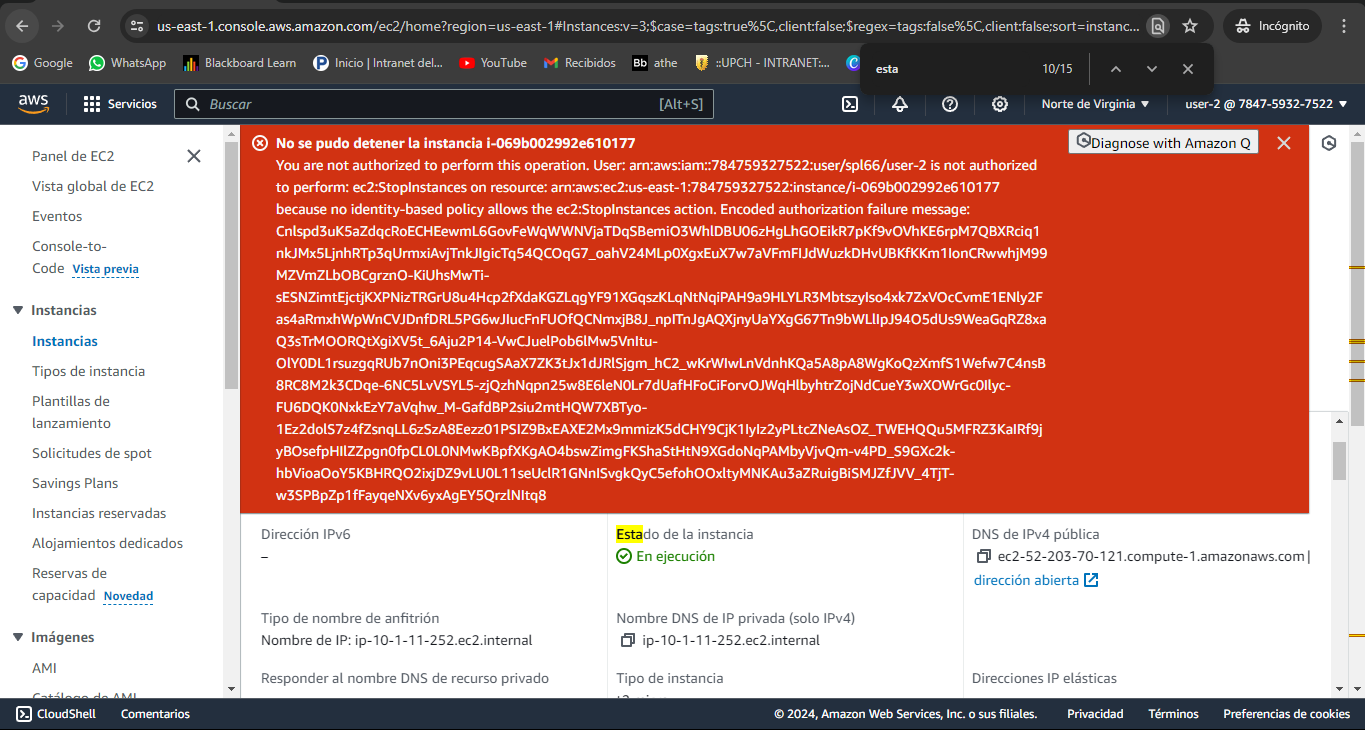 us-east-1.console.aws.amazon.com/ec2/home?region=us-east-1#Instances:v=3;$case=tags:true%5C,client:false;$regex=tags:false%5C,client:false;sort=instanc...
Incógnito
Google
WhatsApp
Blackboard Learn
Inicio | Intranet del...
YouTube
Recibidos
Bb athe
::UPCH - INTRANET:...
esta
10/15
aws
Servicios
Buscar
[Alt+S]
Norte de Virginia
user-2 @ 7847-5932-7522
Panel de EC2
Vista global de EC2
Eventos
Console-to-
Code Vista previa
Instancias
Instancias
Tipos de instancia
Plantillas de
lanzamiento
Solicitudes de spot
Savings Plans
Instancias reservadas
Alojamientos dedicados
Reservas de
capacidad Novedad
Imágenes
AMI
Catálogo de AMI
No se pudo detener la instancia i-069b002992e610177
Diagnose with Amazon Q
You are not authorized to perform this operation. User: arn:aws:iam::784759327522:user/spl66/user-2 is not authorized
to perform: ec2:StopInstances on resource: arn:aws:ec2:us-east-1:784759327522:instance/i-069b002992e610177
because no identity-based policy allows the ec2:StopInstances action. Encoded authorization failure message:
Cnlspd3uK5aZdqcRoECHEewmL6GovFeWqWWNVjaTDqSBemiO3WhlDBU06zHgLhGOEikR7pKf9vOVhKE6rpM7QBXRciq1
nkJMx5LjnhRTp3qUrmxiAvjTnkJIgicTq54QCOqG7_oahV24MLp0XgxEuX7w7aVFmFIJdWuzkDHvUBKfKKm1IonCRwwhjM99
MZVmZLbOBCgrznO-KiUhsMwTi-
sESNZimtEjctjKXPNizTRGrU8u4Hcp2fXdaKGZLqgYF91XGqszKLqNtNqiPAH9a9HLYLR3MbtszyIso4xk7ZxVOcCvmE1ENly2F
as4aRmxhWpWnCVJDnfDRL5PG6wJIucFnFUOfQCNmxjB8J_npITnJgAQXjnyUaYXgG67Tn9bWLlIpJ94O5dUs9WeaGqRZ8xa
Q3sTrMOORQtXgiXV5t_6Aju2P14-VwCJuelPob6lMw5VnItu-
OlY0DL1rsuzgqRUb7nOni3PEqcugSAaX7ZK3tJx1dJRlSjgm_hC2_wKrWIwLnVdnhKQa5A8pA8WgKoQzXmfS1Wefw7C4nsB
8RC8M2k3CDqe-6NC5LvVSYL5-zjQzhNqpn25w8E6leN0Lr7dUafHFoCiForvOJWqHlbyhtrZojNdCueY3wXOWrGc0Ilyc-
FU6DQK0NxkEzY7aVqhw_M-GafdBP2siu2mtHQW7XBTyo-
1Ez2dolS7z4fZsnqLL6zSzA8Eezz01PSIZ9BxEAXE2Mx9mmizK5dCHY9CjK1IyIz2yPLtcZNeAsOZ_TWEHQQu5MFRZ3KaIRf9j
yBOsefpHIlZZpgn0fpCL0L0NMwKBpfXKgAO4bswZimgFKShaStHtN9XGdoNqPAMbyVjvQm-v4PD_S9GXc2k-
hbVioaOoY5KBHRQO2ixjDZ9vLU0L11seUclR1GNnISvgkQyC5efohOOxltyMNKAu3aZRuigBiSMJZfJVV_4TjT-
w3SPBpZp1fFayqeNXv6yxAgEY5QrzlNItq8
Dirección IPv6
–
Estado de la instancia
En ejecución
DNS de IPv4 pública
ec2-52-203-70-121.compute-1.amazonaws.com |
dirección abierta
Tipo de nombre de anfitrión
Nombre de IP: ip-10-1-11-252.ec2.internal
Nombre DNS de IP privada (solo IPv4)
ip-10-1-11-252.ec2.internal
Responder al nombre DNS de recurso privado
Tipo de instancia
Direcciones IP elásticas
CloudShell
Comentarios
© 2024, Amazon Web Services, Inc. o sus filiales.
Privacidad
Términos
Preferencias de cookies